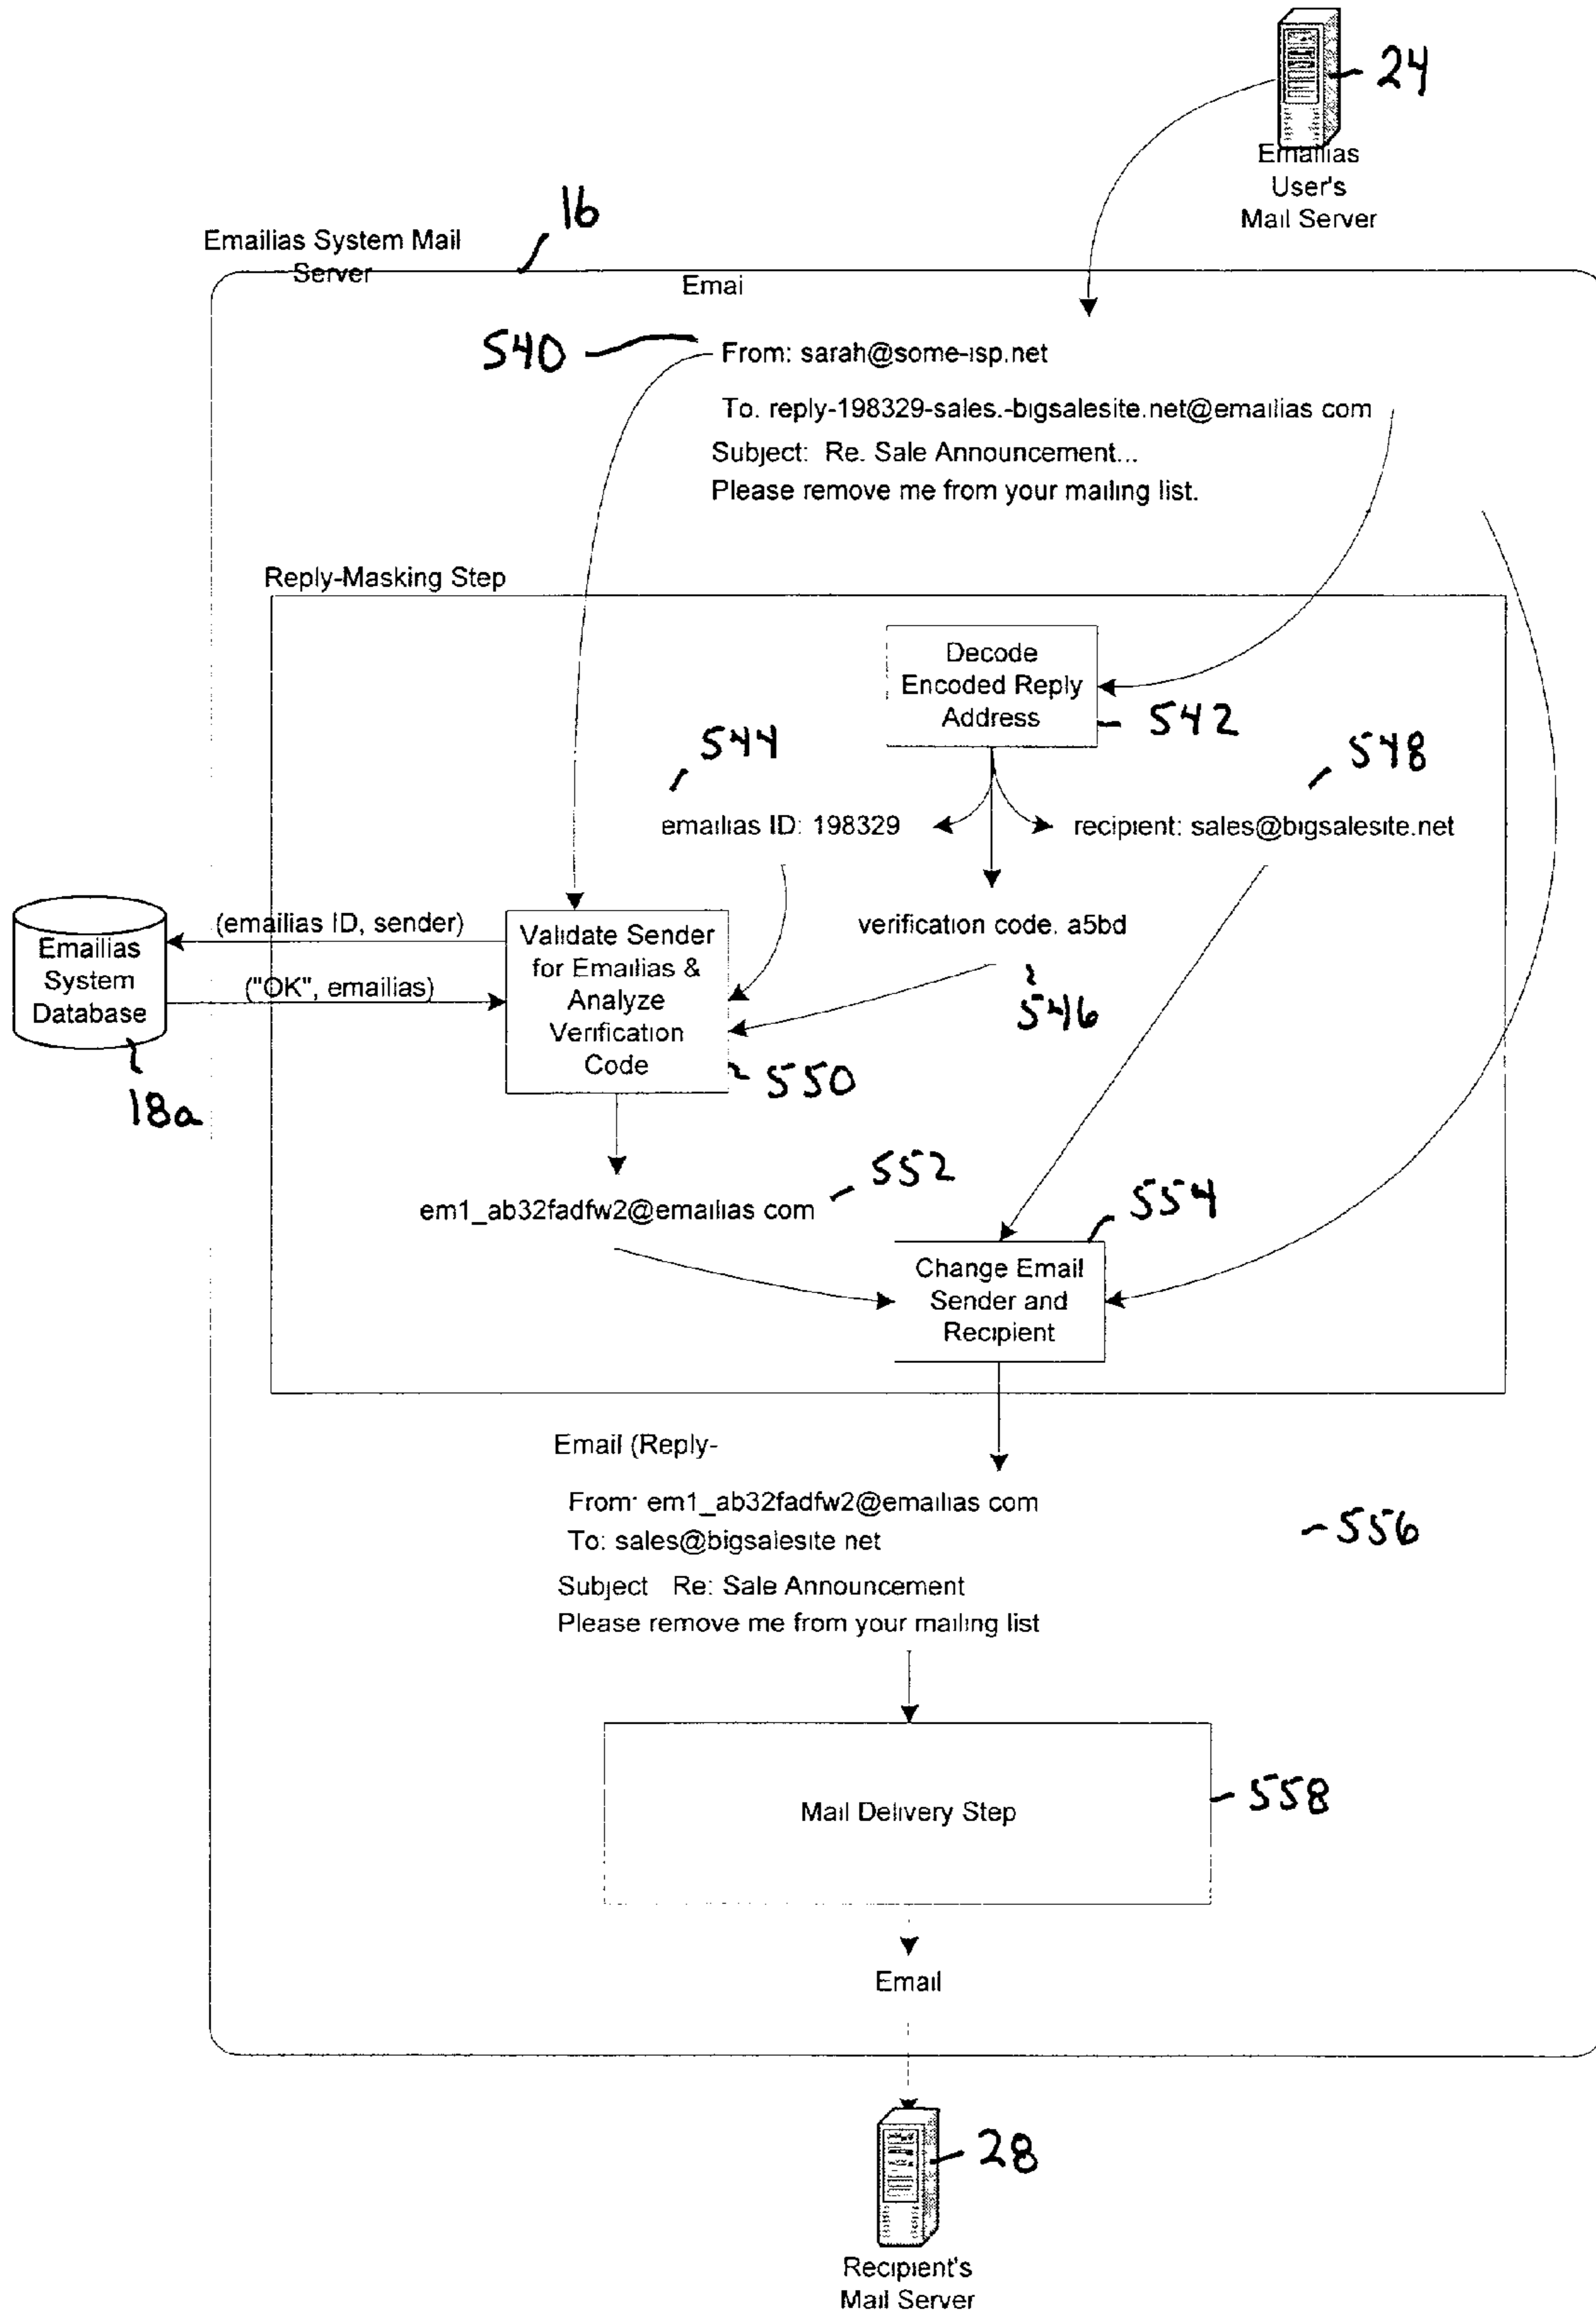 24
Emailias
User's
Mail Server
16
Emailias System Mail
Server
Emai
540
From: sarah@some-isp.net
To. reply-198329-sales.-bigsalesite.net@emailias com
Subject: Re. Sale Announcement...
Please remove me from your mailing list.
Reply-Masking Step
Decode
Encoded Reply
Address
542
544
548
emailias ID: 198329
recipient: sales@bigsalesite.net
(emailias ID, sender)
Emailias
System
Database
("OK", emailias)
18a
Validate Sender
for Emailias &
Analyze
Verification
Code
verification code. a5bd
546
550
552
em1_ab32fadfw2@emailias com
554
Change Email
Sender and
Recipient
Email (Reply-
From: em1_ab32fadfw2@emailias com
To: sales@bigsalesite net
556
Subject Re: Sale Announcement
Please remove me from your mailing list
Mail Delivery Step
558
Email
28
Recipient's
Mail Server